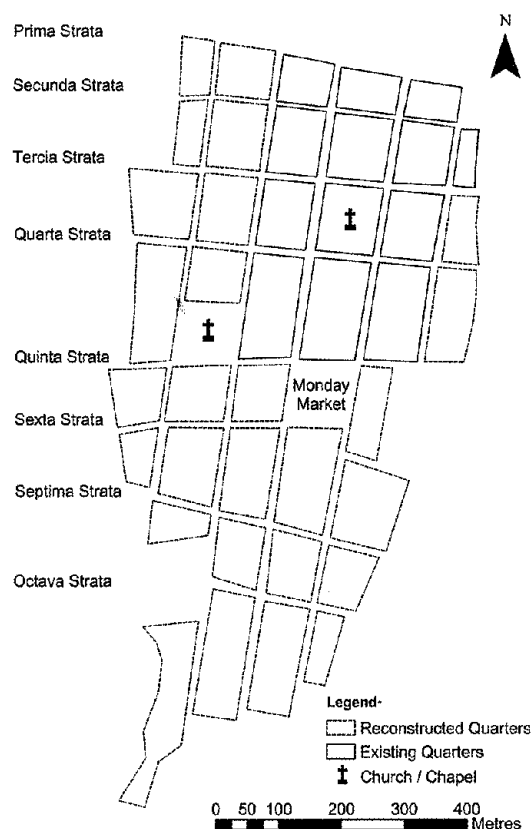 Prima Strata
N
Secunda Strata
Tercia Strata
Quarta Strata
Quinta Strata
Monday
Market
Sexta Strata
Septima Strata
Octava Strata
Legend-
Reconstructed Quarters
Existing Quarters
Church / Chapel
0 50 100 200 300 400
Metres